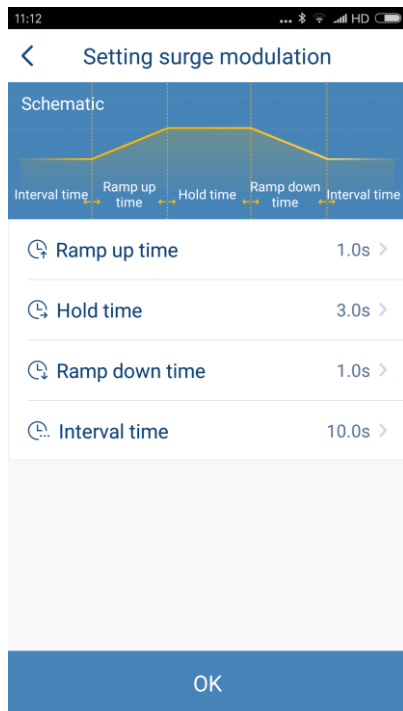 11:12
... HD
Setting surge modulation
Schematic
Interval time
Ramp up
time
Hold time
Ramp down
time
Interval time
Ramp up time
1.0s
Hold time
3.0s
Ramp down time
1.0s
Interval time
10.0s
OK